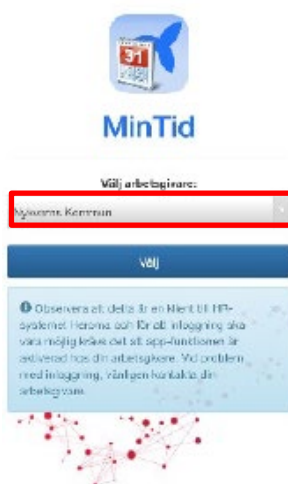 31
MinTid
Välj arbetsgivare:
Nykvarns Kommun
Välj
Observera att detta är en klient till HR-
systemet Heroma och för att inloggning ska
vara möjlig krävs det att app-funktionen är
aktiverad hos din arbetsgivare. Vid problem
med inloggning, vänligen kontakta din
arbetsgivare.